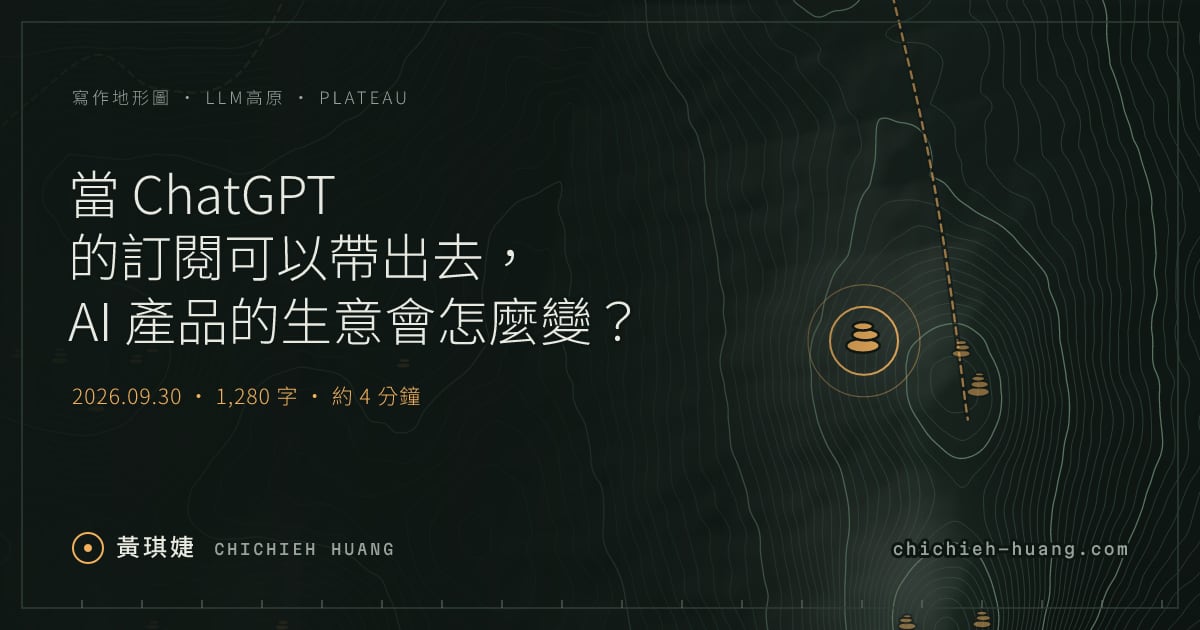 寫作地形圖 · LLM高原 · PLATEAU
當 ChatGPT
的訂閱可以帶出去，
AI 產品的生意會怎麼變？
2026.09.30 · 1,280 字 · 約 4 分鐘
黃琪婕 CHICHIEH HUANG
chichieh-huang.com